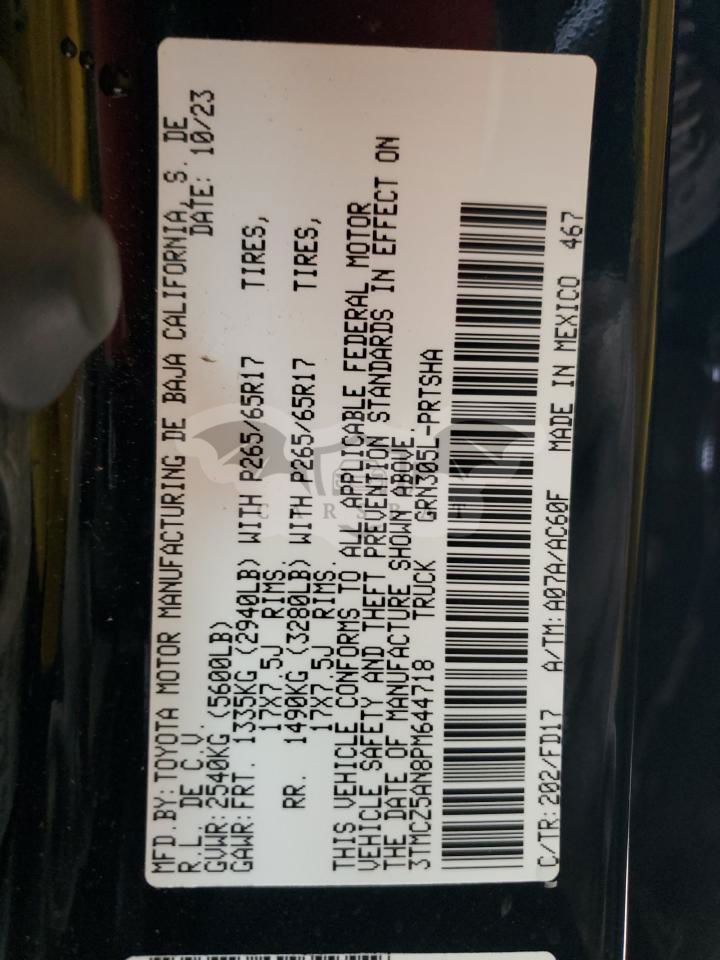 MFD.BY:TOYOTA MOTOR MANUFACTURING DE BAJA CALIFORNIA, S. DE
R.L. DE C.V. DATE: 10/23
GVWR:2540KG (5600LB)
GAWR:FRT. 1335KG (2940LB) WITH P265/65R17 TIRES,
17X7.5J RIMS.
RR. 1490KG (3280LB) WITH P265/65R17 TIRES,
17X7.5J RIMS.
THIS VEHICLE CONFORMS TO ALL APPLICABLE FEDERAL MOTOR
VEHICLE SAFETY AND THEFT PREVENTION STANDARDS IN EFFECT ON
THE DATE OF MANUFACTURE SHOWN ABOVE.
3TMCZ5AN8PM644718 TRUCK GRN305L-PRTSHA
C/TR:202/FD17 A/TM:A07A/AC60F MADE IN MEXICO 467